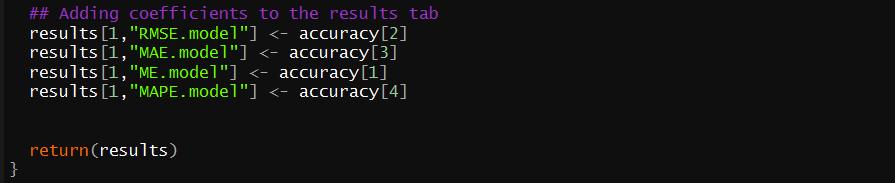 ## Adding coefficients to the results tab
results[1,"RMSE.model"] <- accuracy[2]
results[1,"MAE.model"] <- accuracy[3]
results[1,"ME.model"] <- accuracy[1]
results[1,"MAPE.model"] <- accuracy[4]
return(results)
}